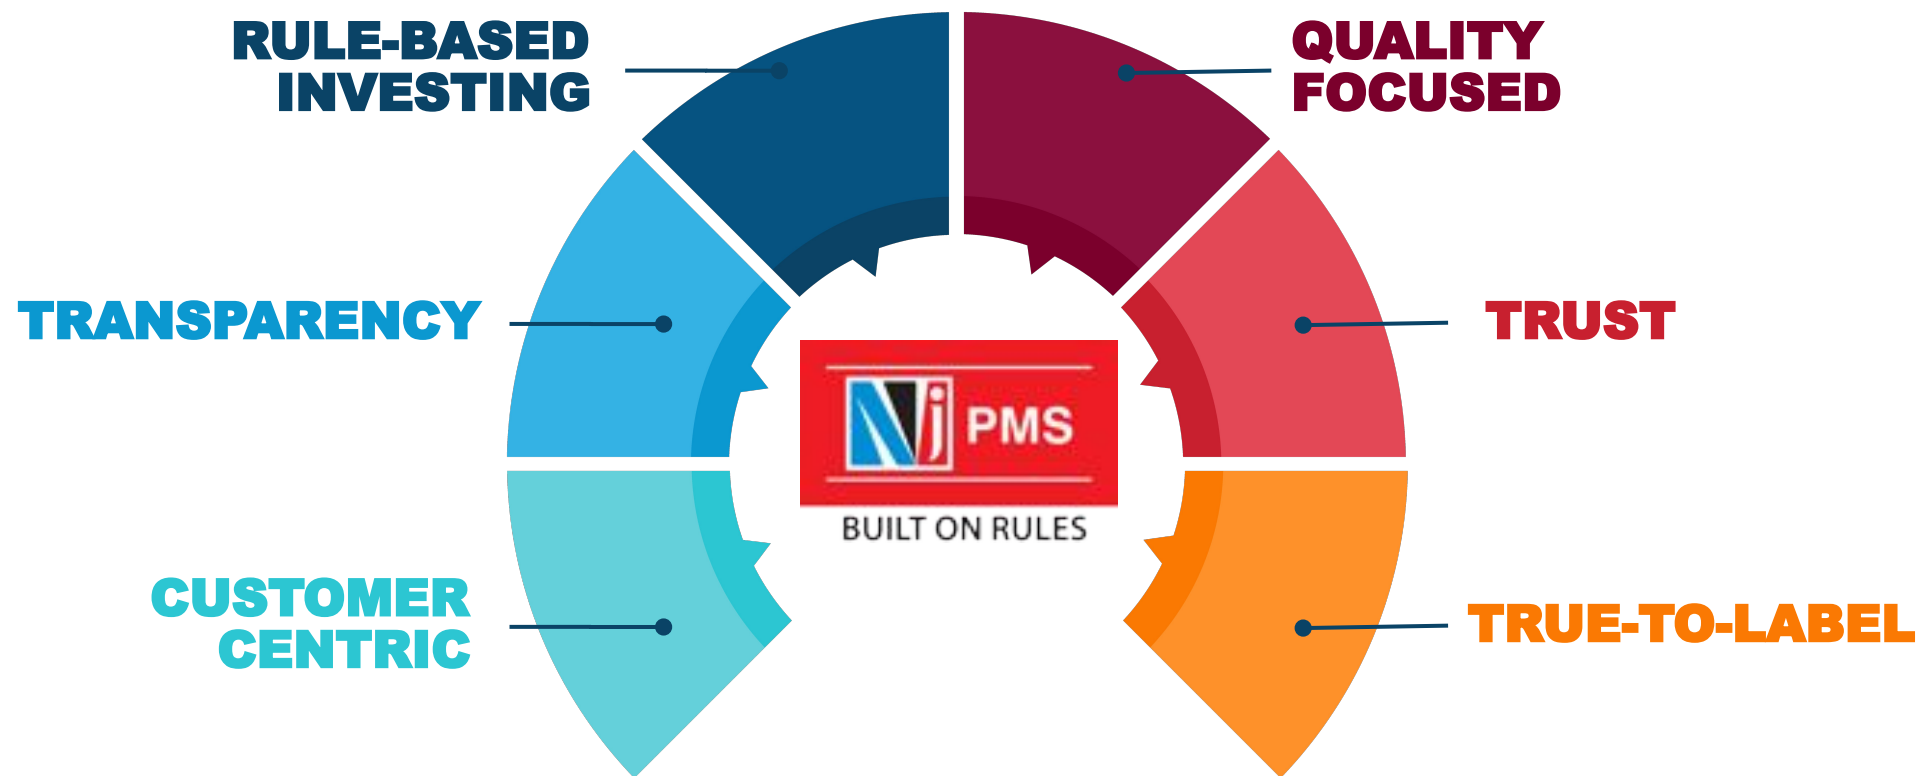 RULE-BASED
INVESTING
QUALITY
FOCUSED
TRANSPARENCY
TRUST
Nj PMS
BUILT ON RULES
CUSTOMER
CENTRIC
TRUE-TO-LABEL